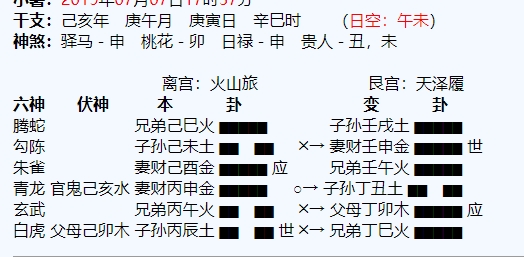 小暑：2019年07月07日17时37分
干支：己亥年　庚午月　庚寅日　辛巳时　（日空：午未）
神煞：驿马－申　桃花－卯　日禄－申　贵人－丑，未
离宫：火山旅　艮宫：天泽履
六神　伏神　本　卦　变　卦
腾蛇　兄弟己巳火　子孙壬戌土
勾陈　子孙己未土　×→　妻财壬申金　世
朱雀　妻财己酉金　应　兄弟壬午火
青龙　官鬼己亥水　妻财丙申金　○→　子孙丁丑土
玄武　兄弟丙午火　×→　父母丁卯木　应
白虎　父母己卯木　子孙丙辰土　世　×→　兄弟丁巳火